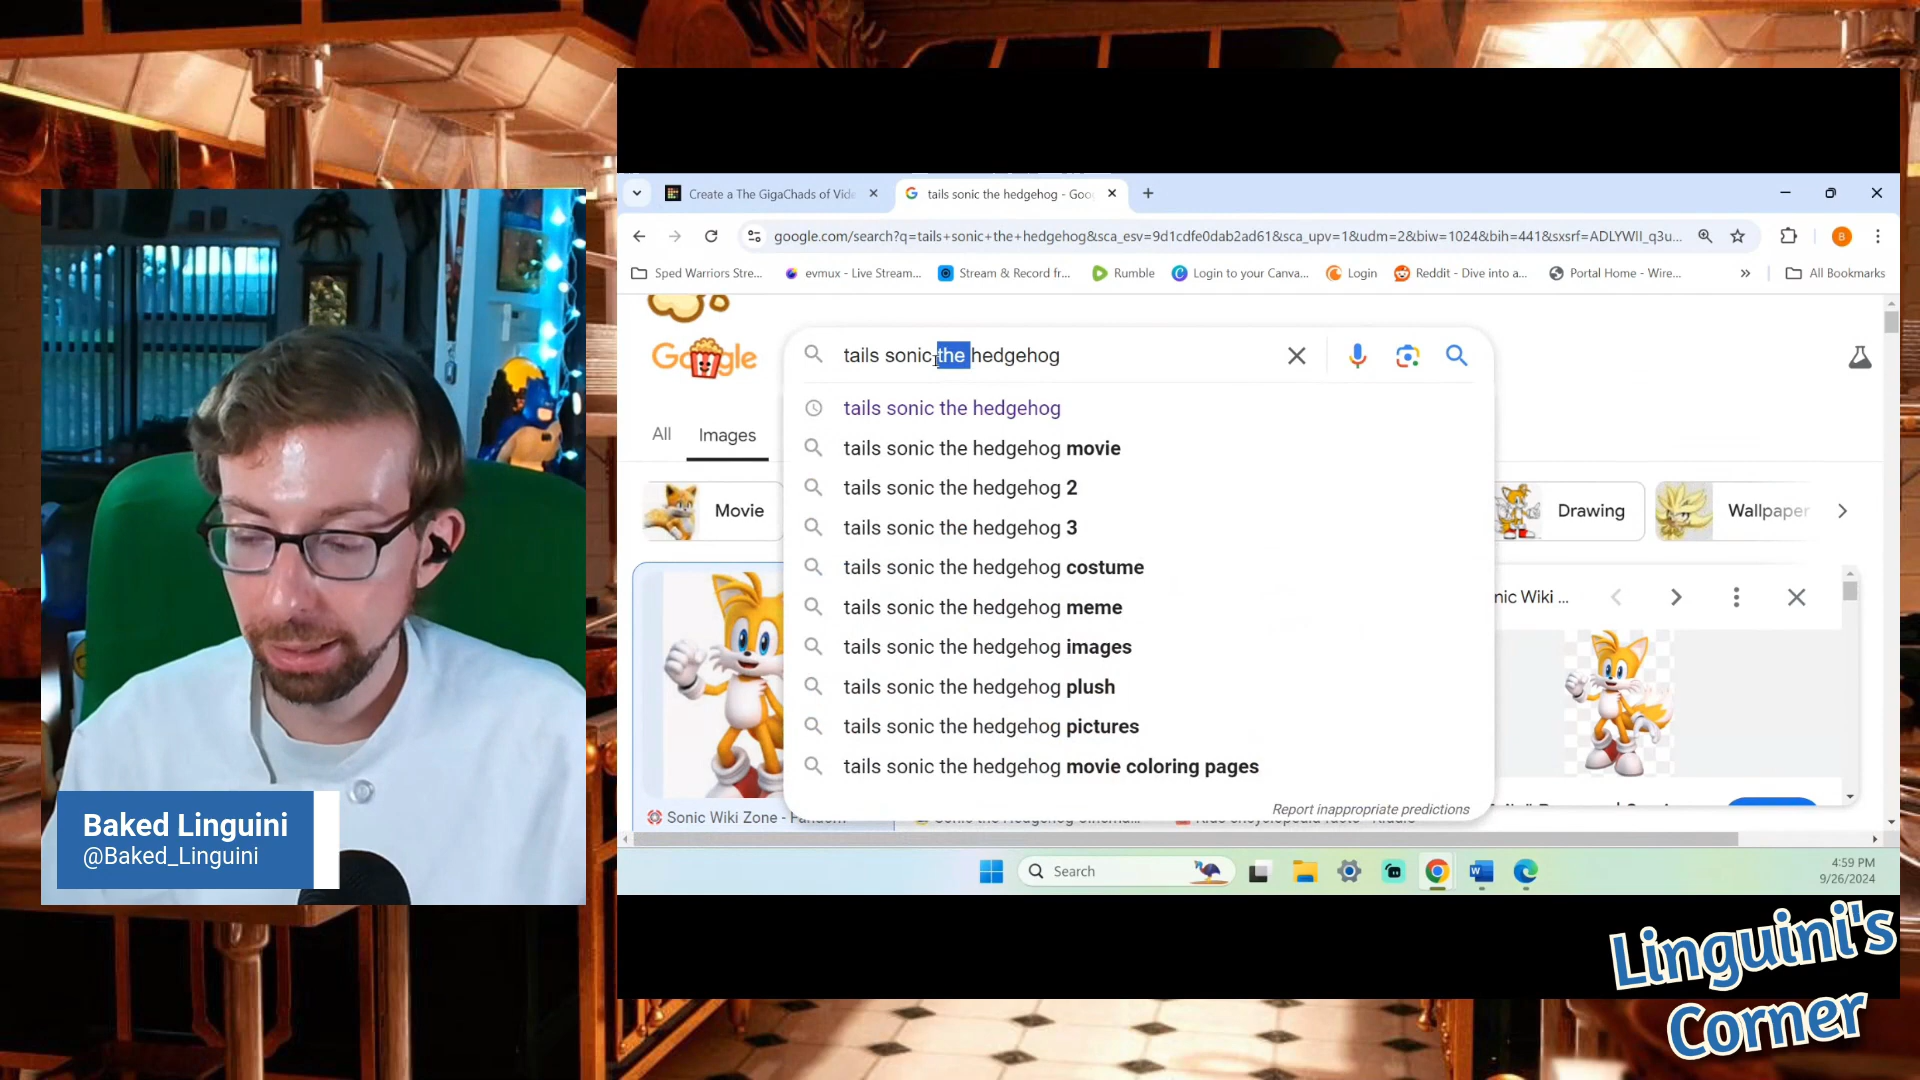 Create a The GigaChads of Vide
tails sonic the hedgehog - Goo
google.com/search?q=tails+sonic+the+hedgehog&sca_esv=9d1cdfe0dab2ad61&sca_upv=1&udm=2&biw=1024&bih=441&sxsrf=ADLYWII_q3u...
Sped Warriors Stre...
evmux - Live Stream...
Stream & Record fr...
Rumble
Login to your Canva...
Login
Reddit - Dive into a...
Portal Home - Wire...
All Bookmarks
Google
tails sonic the hedgehog
tails sonic the hedgehog
tails sonic the hedgehog movie
tails sonic the hedgehog 2
tails sonic the hedgehog 3
tails sonic the hedgehog costume
tails sonic the hedgehog meme
tails sonic the hedgehog images
tails sonic the hedgehog plush
tails sonic the hedgehog pictures
tails sonic the hedgehog movie coloring pages
Report inappropriate predictions
All
Images
Movie
Drawing
Wallpaper
nic Wiki ...
Sonic Wiki Zone - Fandom
Search
4:59 PM
9/26/2024
Baked Linguini
@Baked_Linguini
Linguini's
Corner